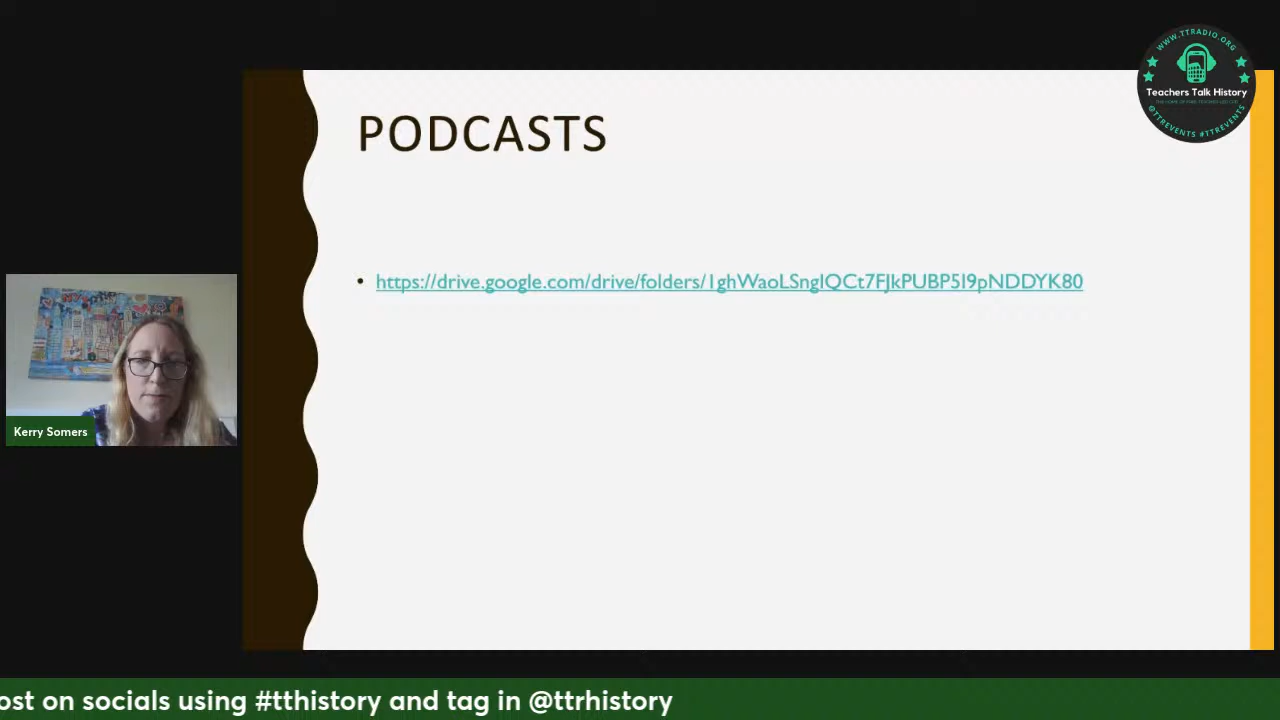 WWW.TTRADIO.ORG
Teachers Talk History
@TTREVENTS #TTREVENTS
PODCASTS
• https://drive.google.com/drive/folders/1ghWaoLSnglQCt7FJkPUBP5I9pNDDYK80
Kerry Somers
ost on socials using #tthistory and tag in @ttrhistory